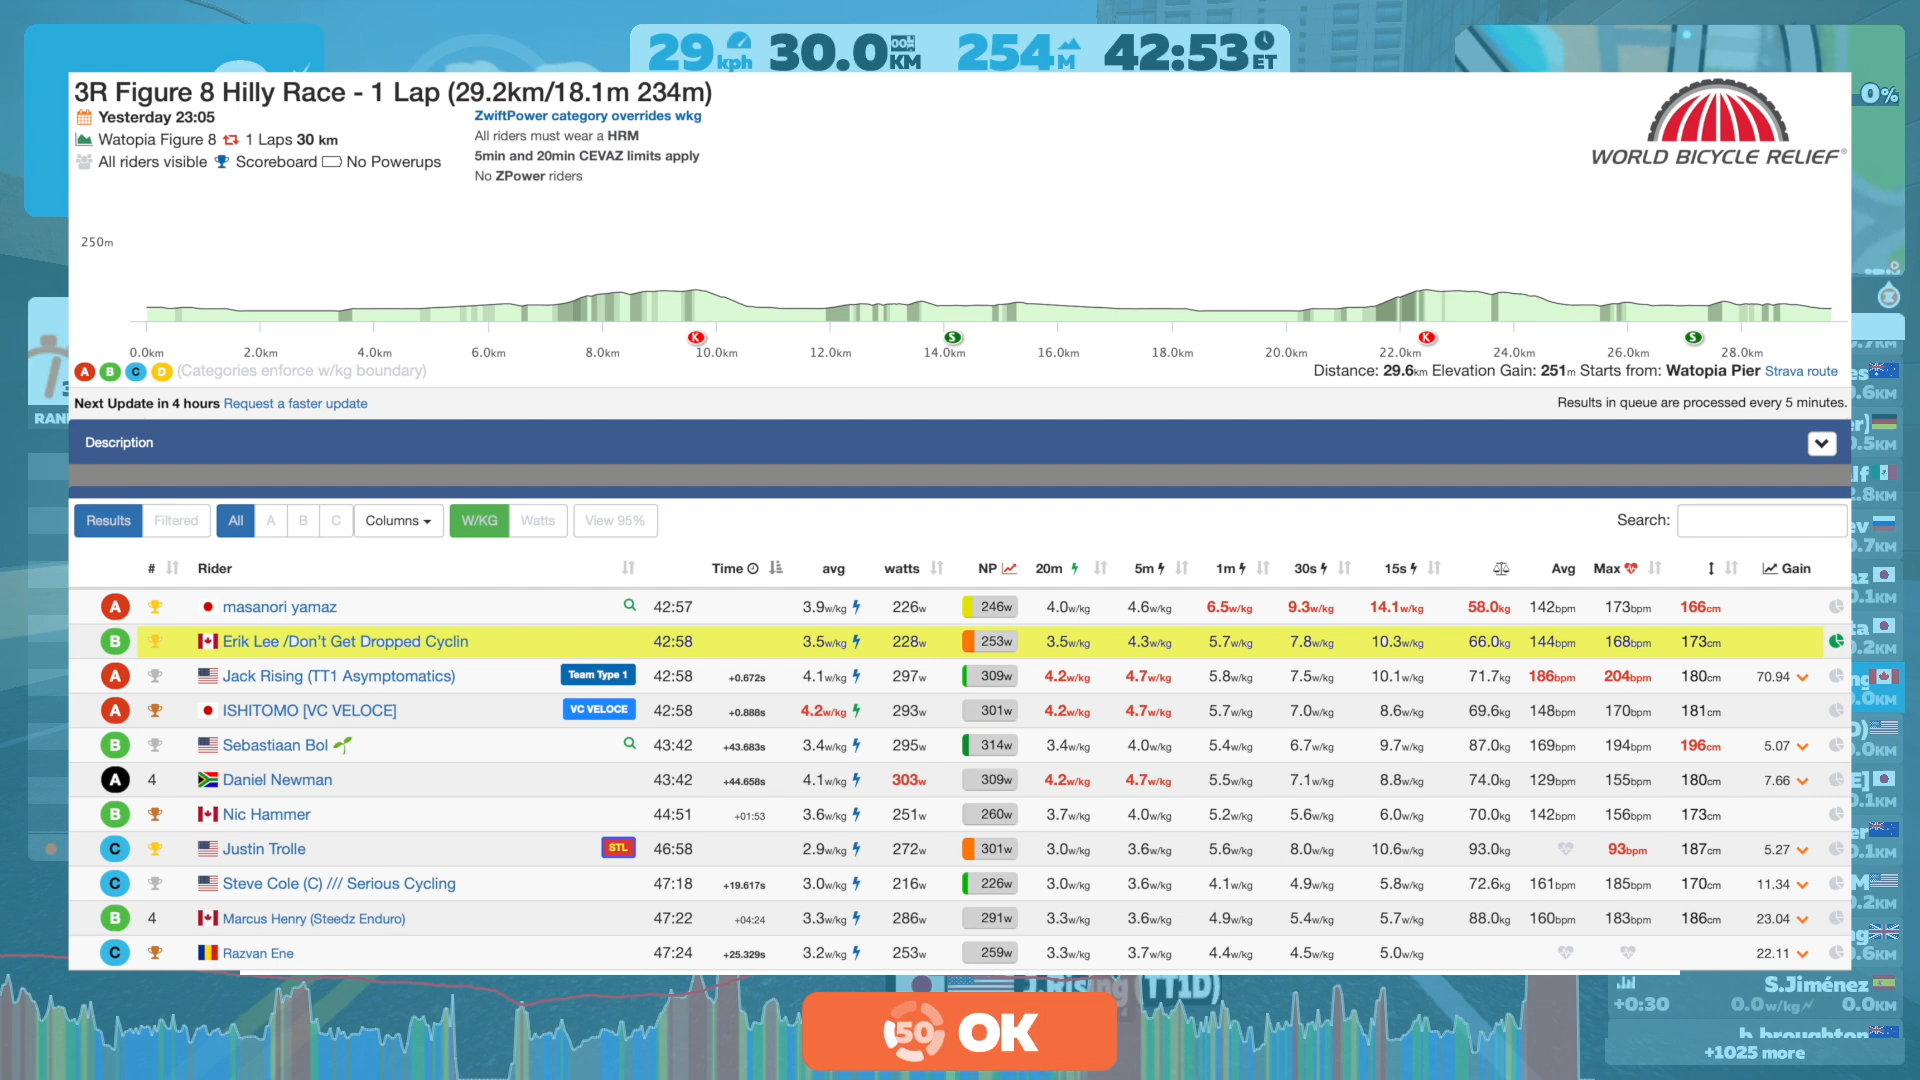 29kph 30.0KM 254M 42:53ET
0%
3R Figure 8 Hilly Race - 1 Lap (29.2km/18.1m 234m)
Yesterday 23:05
Watopia Figure 8 1 Laps 30 km
All riders visible Scoreboard No Powerups
ZwiftPower category overrides wkg
All riders must wear a HRM
5min and 20min CEVAZ limits apply
No ZPower riders
WORLD BICYCLE RELIEF®
250m
K S K S
0.0km 2.0km 4.0km 6.0km 8.0km 10.0km 12.0km 14.0km 16.0km 18.0km 20.0km 22.0km 24.0km 26.0km 28.0km
A B C D (Categories enforce w/kg boundary)
Distance: 29.6km Elevation Gain: 251m Starts from: Watopia Pier Strava route
Next Update in 4 hours Request a faster update
Results in queue are processed every 5 minutes.
Description
Results Filtered All A B C Columns W/KG Watts View 95% Search:
# Rider Time avg watts NP 20m 5m 1m 30s 15s Avg Max Gain
A masanori yamaz 42:57 3.9w/kg 226w 246w 4.0w/kg 4.6w/kg 6.5w/kg 9.3w/kg 14.1w/kg 58.0kg 142bpm 173bpm 166cm
B Erik Lee /Don't Get Dropped Cyclin 42:58 3.5w/kg 228w 253w 3.5w/kg 4.3w/kg 5.7w/kg 7.8w/kg 10.3w/kg 66.0kg 144bpm 168bpm 173cm
A Jack Rising (TT1 Asymptomatics) Team Type 1 42:58 +0.672s 4.1w/kg 297w 309w 4.2w/kg 4.7w/kg 5.8w/kg 7.5w/kg 10.1w/kg 71.7kg 186bpm 204bpm 180cm 70.94
A ISHITOMO [VC VELOCE] VC VELOCE 42:58 +0.888s 4.2w/kg 293w 301w 4.2w/kg 4.7w/kg 5.7w/kg 7.0w/kg 8.6w/kg 69.6kg 148bpm 170bpm 181cm
B Sebastiaan Bol 43:42 +43.683s 3.4w/kg 295w 314w 3.4w/kg 4.0w/kg 5.4w/kg 6.7w/kg 9.7w/kg 87.0kg 169bpm 194bpm 196cm 5.07
A 4 Daniel Newman 43:42 +44.658s 4.1w/kg 303w 309w 4.2w/kg 4.7w/kg 5.5w/kg 7.1w/kg 8.8w/kg 74.0kg 129bpm 155bpm 180cm 7.66
B Nic Hammer 44:51 +01:53 3.6w/kg 251w 260w 3.7w/kg 4.0w/kg 5.2w/kg 5.6w/kg 6.0w/kg 70.0kg 142bpm 156bpm 173cm
C Justin Trolle STL 46:58 2.9w/kg 272w 301w 3.0w/kg 3.6w/kg 5.6w/kg 8.0w/kg 10.6w/kg 93.0kg 93bpm 187cm 5.27
C Steve Cole (C) /// Serious Cycling 47:18 +19.617s 3.0w/kg 216w 226w 3.0w/kg 3.6w/kg 4.1w/kg 4.9w/kg 5.8w/kg 72.6kg 161bpm 185bpm 170cm 11.34
B 4 Marcus Henry (Steedz Enduro) 47:22 +04:24 3.3w/kg 286w 291w 3.3w/kg 3.6w/kg 4.9w/kg 5.4w/kg 5.7w/kg 88.0kg 160bpm 183bpm 186cm 23.04
C Razvan Ene 47:24 +25.329s 3.2w/kg 253w 259w 3.3w/kg 3.7w/kg 4.4w/kg 4.5w/kg 5.0w/kg 22.11
J.Rising (TT1D)
50 OK
S.Jiménez
+0:30 0.0w/kg 0.0KM
b.broughton
+1025 more